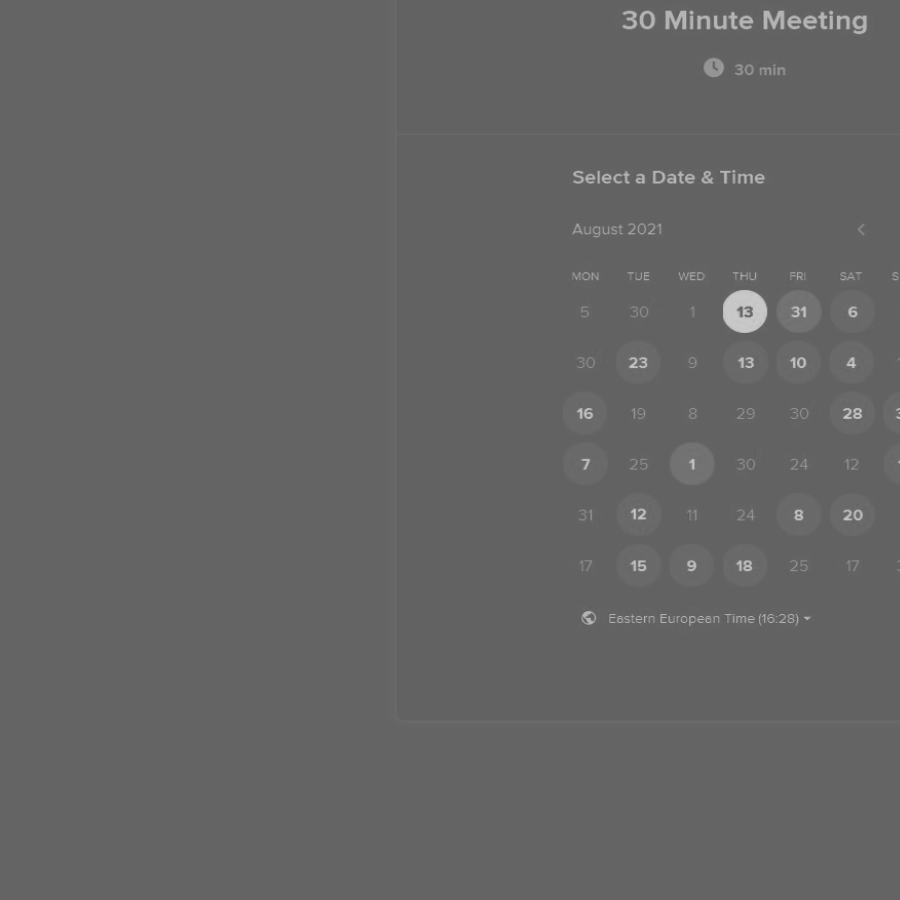 30 Minute Meeting
30 min
Select a Date & Time
August 2021
MON TUE WED THU FRI SAT
5 30 1 13 31 6
30 23 9 13 10 4
16 19 8 29 30 28
7 25 1 30 24 12
31 12 11 24 8 20
17 15 9 18 25 17
Eastern European Time (16:28)